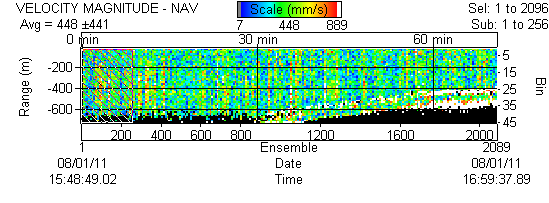 VELOCITY MAGNITUDE - NAV
Avg = 448 ±441
Scale (mm/s)
7 448 889
Sel: 1 to 2096
Sub: 1 to 256
0 min 30 min 60 min
Range (m)
-200
-400
-600
5
15
25
35
45
Bin
200 400 600 800 1200 1600 2000
1 Ensemble 2089
08/01/11 Date 08/01/11
15:48:49.02 Time 16:59:37.89